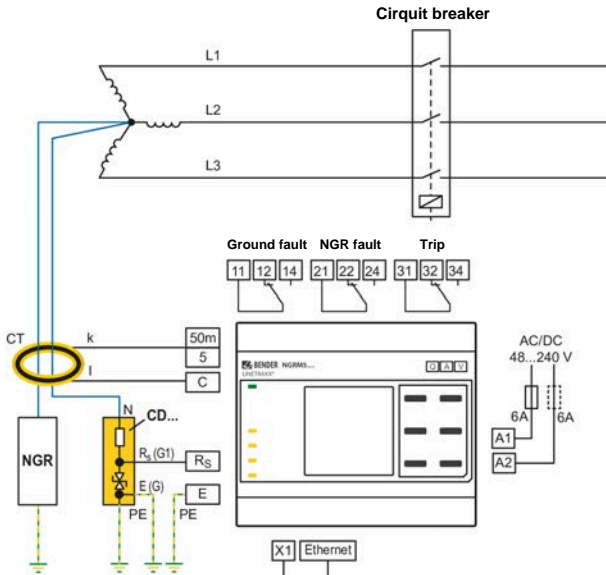 Cirquit breaker
L1
L2
L3
Ground fault NGR fault Trip
11 12 14 21 22 24 31 32 34
CT
k
50m
5
l
C
BENDER NGRM5....
LINETRAXX®
AC/DC
48...240 V
6A 6A
N
CD...
NGR
Rs (G1)
RS
E (G)
E
PE PE
A1
A2
X1 Ethernet